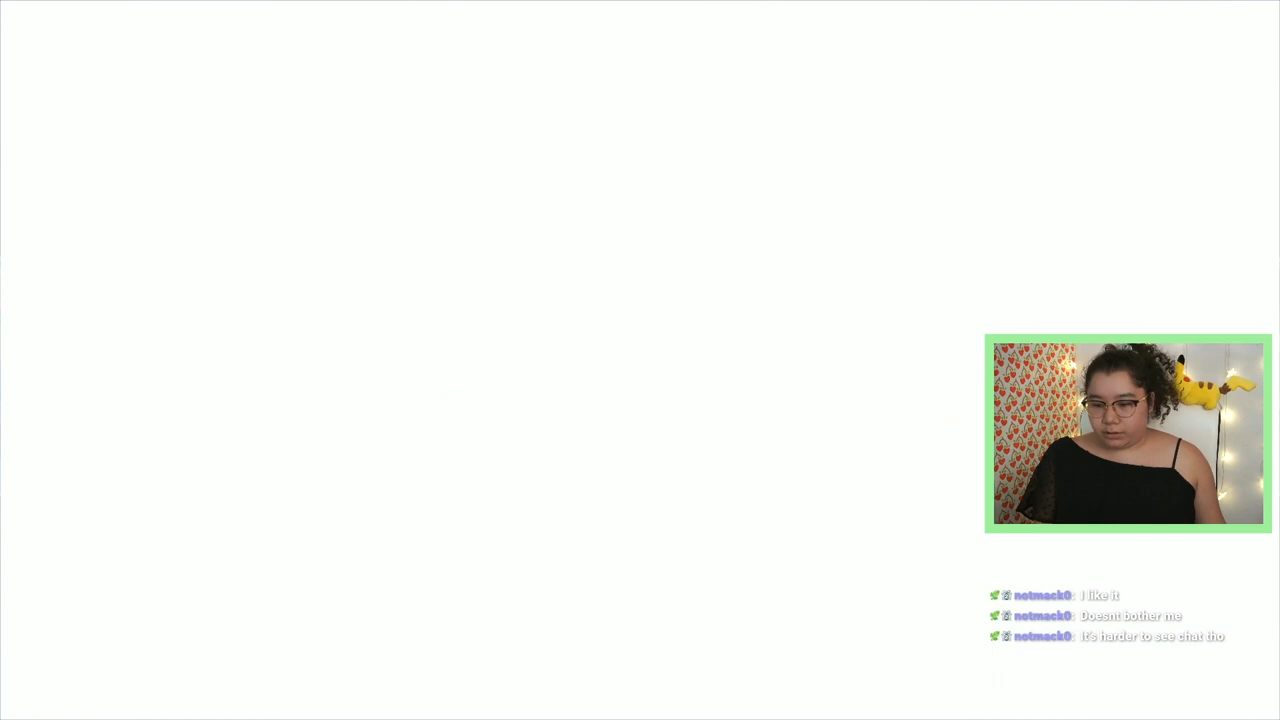 notmack0: I like it
notmack0: Doesnt bother me
notmack0: It's harder to see chat tho